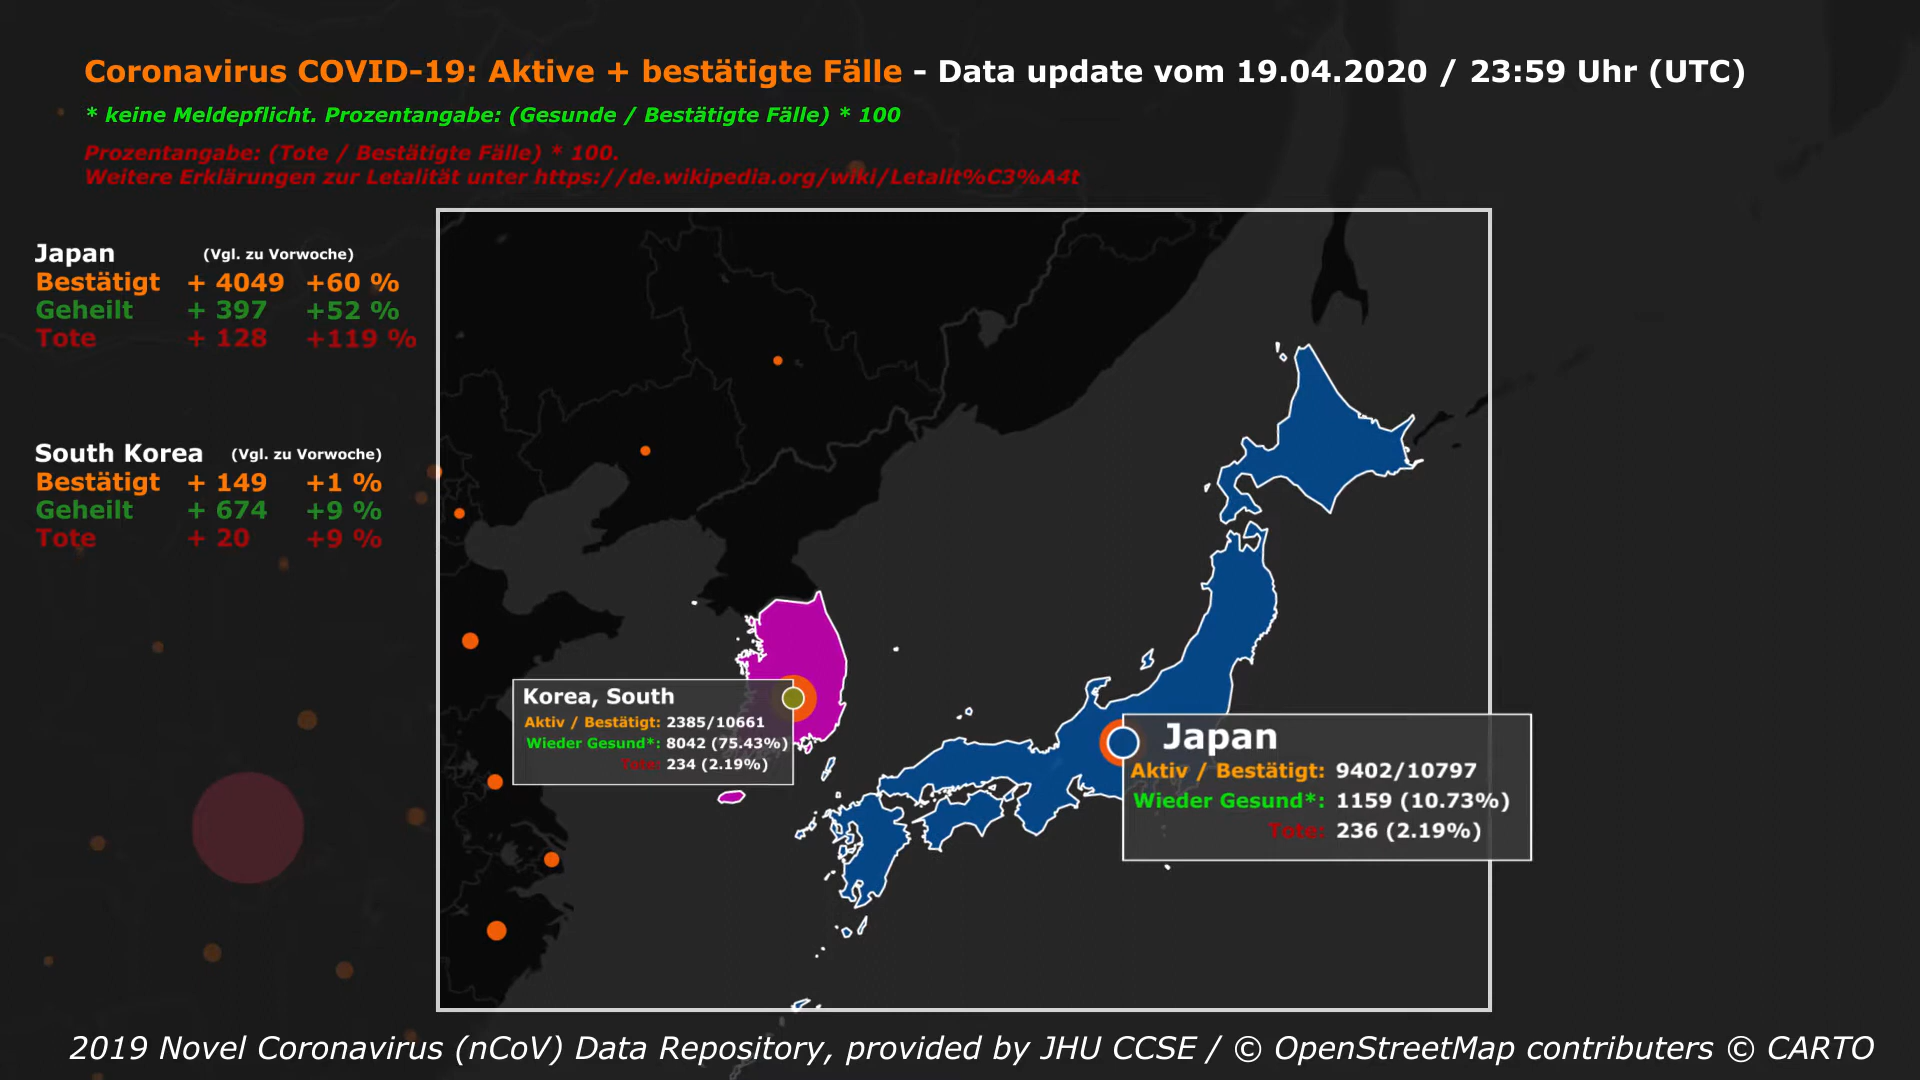 Coronavirus COVID-19: Aktive + bestätigte Fälle - Data update vom 19.04.2020 / 23:59 Uhr (UTC)
* keine Meldepflicht. Prozentangabe: (Gesunde / Bestätigte Fälle) * 100
Prozentangabe: (Tote / Bestätigte Fälle) * 100.
Weitere Erklärungen zur Letalität unter https://de.wikipedia.org/wiki/Letalit%C3%A4t
Japan (Vgl. zu Vorwoche)
Bestätigt + 4049 +60 %
Geheilt + 397 +52 %
Tote + 128 +119 %
South Korea (Vgl. zu Vorwoche)
Bestätigt + 149 +1 %
Geheilt + 674 +9 %
Tote + 20 +9 %
Korea, South
Aktiv / Bestätigt: 2385/10661
Wieder Gesund*: 8042 (75.43%)
Tote: 234 (2.19%)
Japan
Aktiv / Bestätigt: 9402/10797
Wieder Gesund*: 1159 (10.73%)
Tote: 236 (2.19%)
2019 Novel Coronavirus (nCoV) Data Repository, provided by JHU CCSE / © OpenStreetMap contributors © CARTO